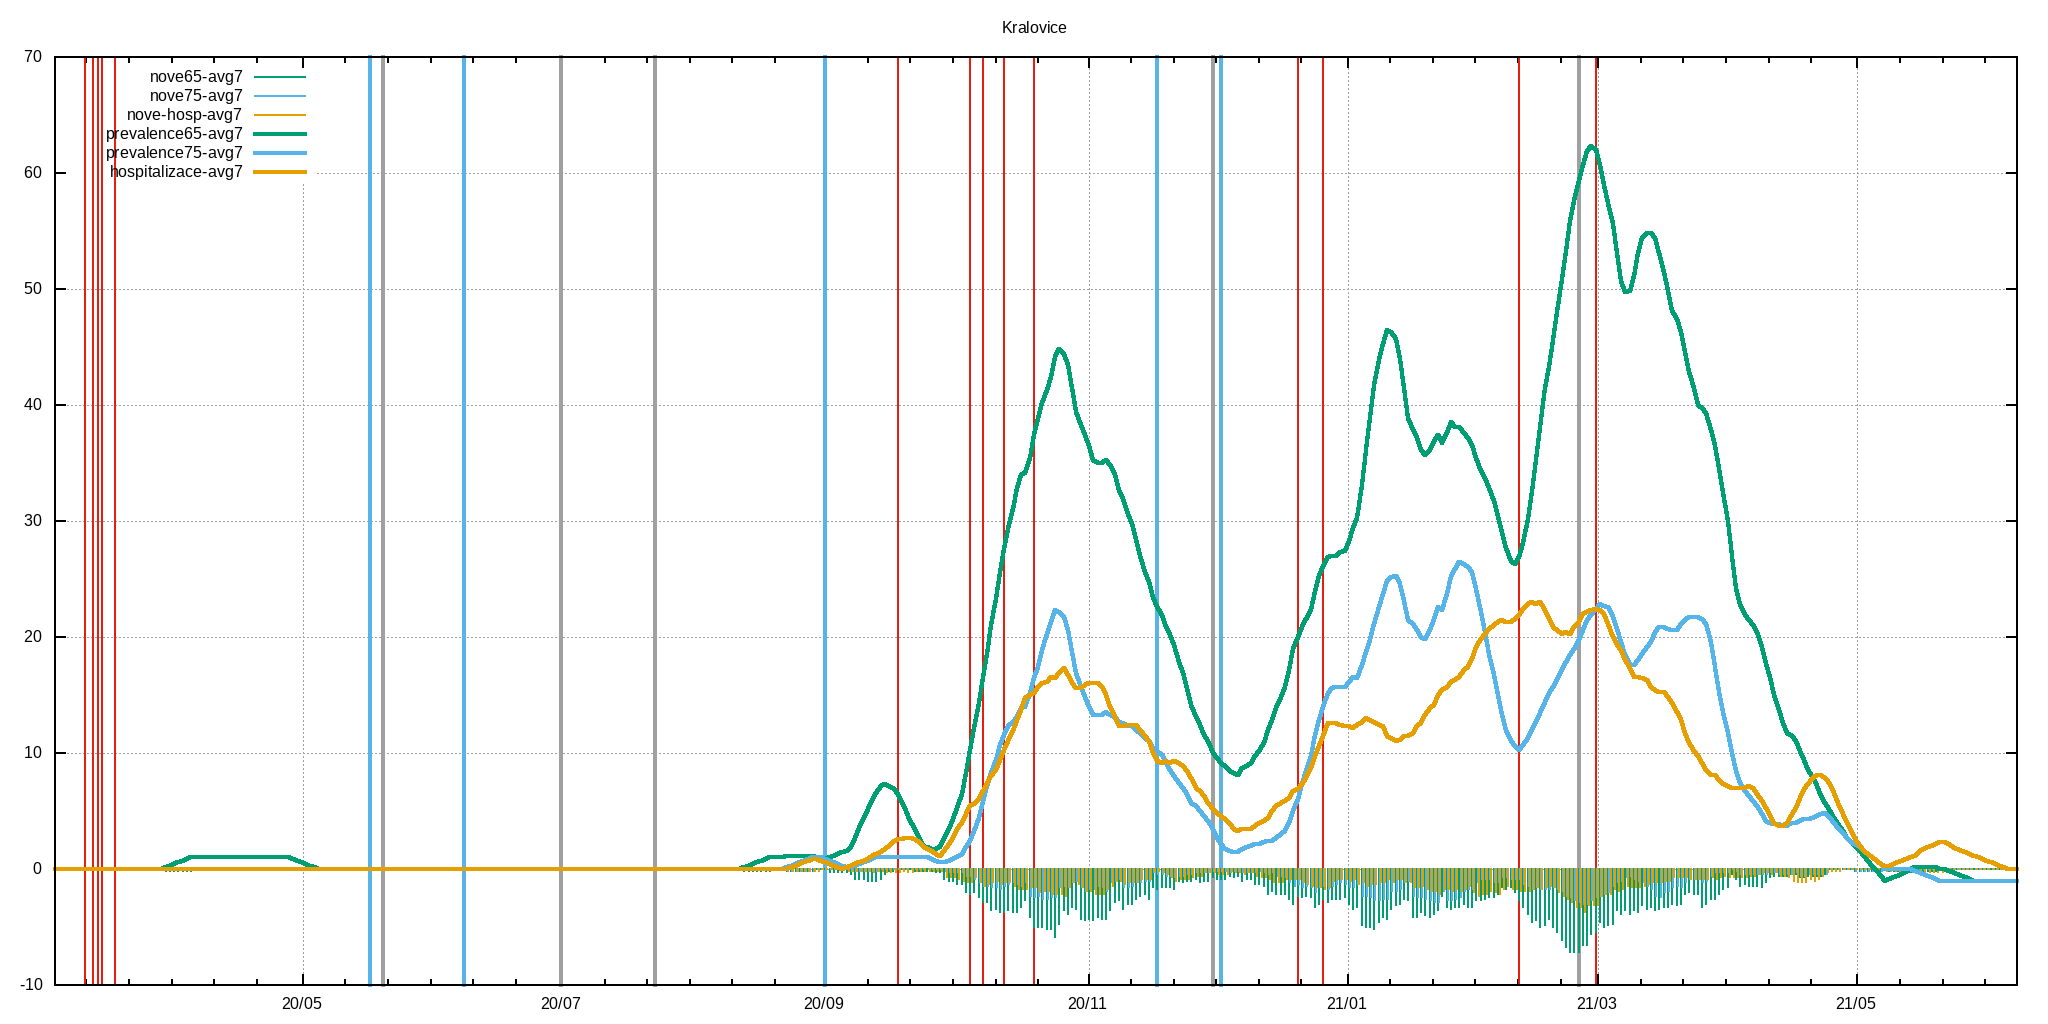 Kralovice
70
60
50
40
30
20
10
0
-10
nove65-avg7
nove75-avg7
nove-hosp-avg7
prevalence65-avg7
prevalence75-avg7
hospitalizace-avg7
20/05 20/07 20/09 20/11 21/01 21/03 21/05